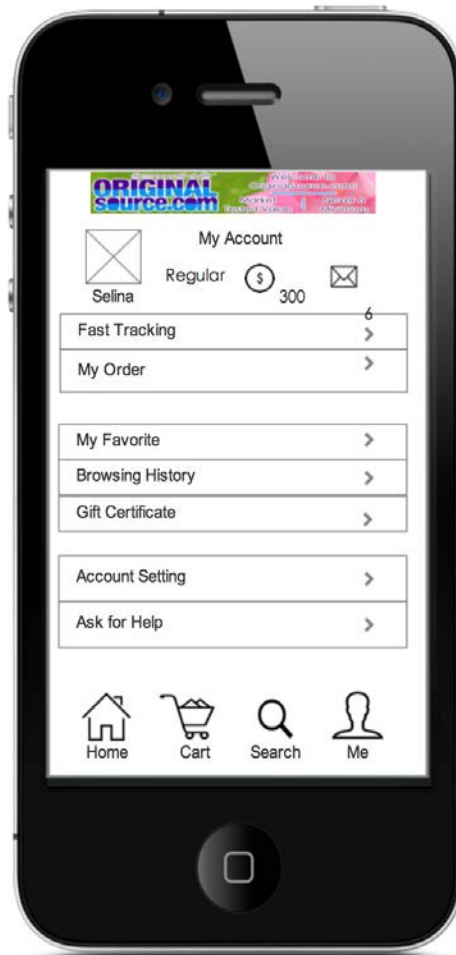 ORIGINAL
source.com
My Account
Regular $ 300
Selina
6
Fast Tracking
My Order
My Favorite
Browsing History
Gift Certificate
Account Setting
Ask for Help
Home Cart Search Me